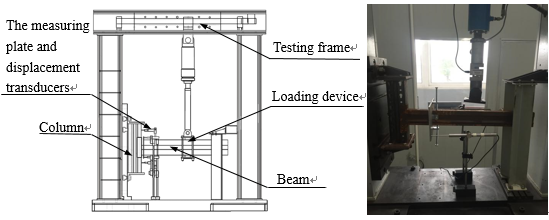 The measuring
plate and
displacement
transducers
Column
Testing frame
Loading device
Beam